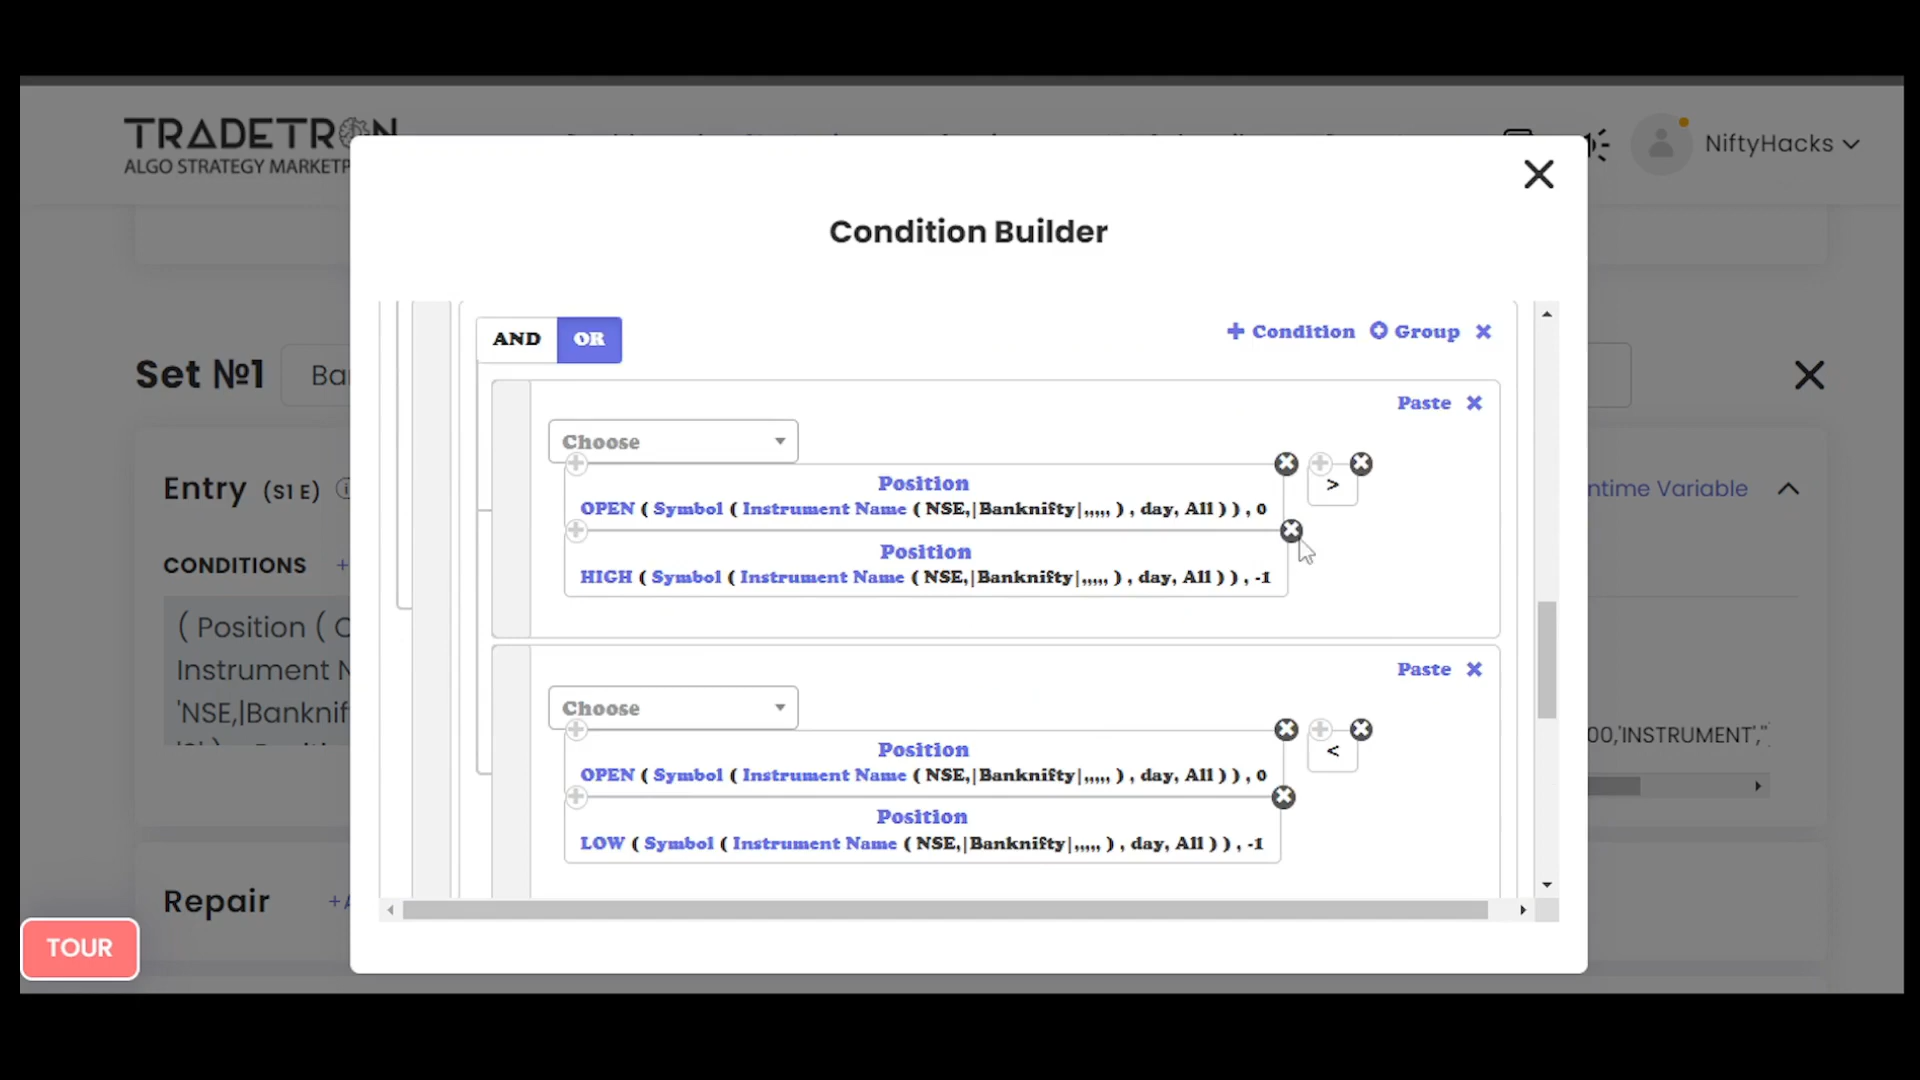 TRADETRON
ALGO STRATEGY MARKETP
NiftyHacks
Condition Builder
AND OR
+ Condition Group
Set №1
Ba
Paste
Choose
Position
>
OPEN ( Symbol ( Instrument Name ( NSE,|Banknifty|,,,,, ) , day, All ) ) , 0
Position
HIGH ( Symbol ( Instrument Name ( NSE,|Banknifty|,,,,, ) , day, All ) ) , -1
Entry (S1 E)
ntime Variable
CONDITIONS +
( Position ( O
Instrument N
'NSE,|Banknif
00,'INSTRUMENT',"
Paste
Choose
Position
<
OPEN ( Symbol ( Instrument Name ( NSE,|Banknifty|,,,,, ) , day, All ) ) , 0
Position
LOW ( Symbol ( Instrument Name ( NSE,|Banknifty|,,,,, ) , day, All ) ) , -1
Repair +A
TOUR